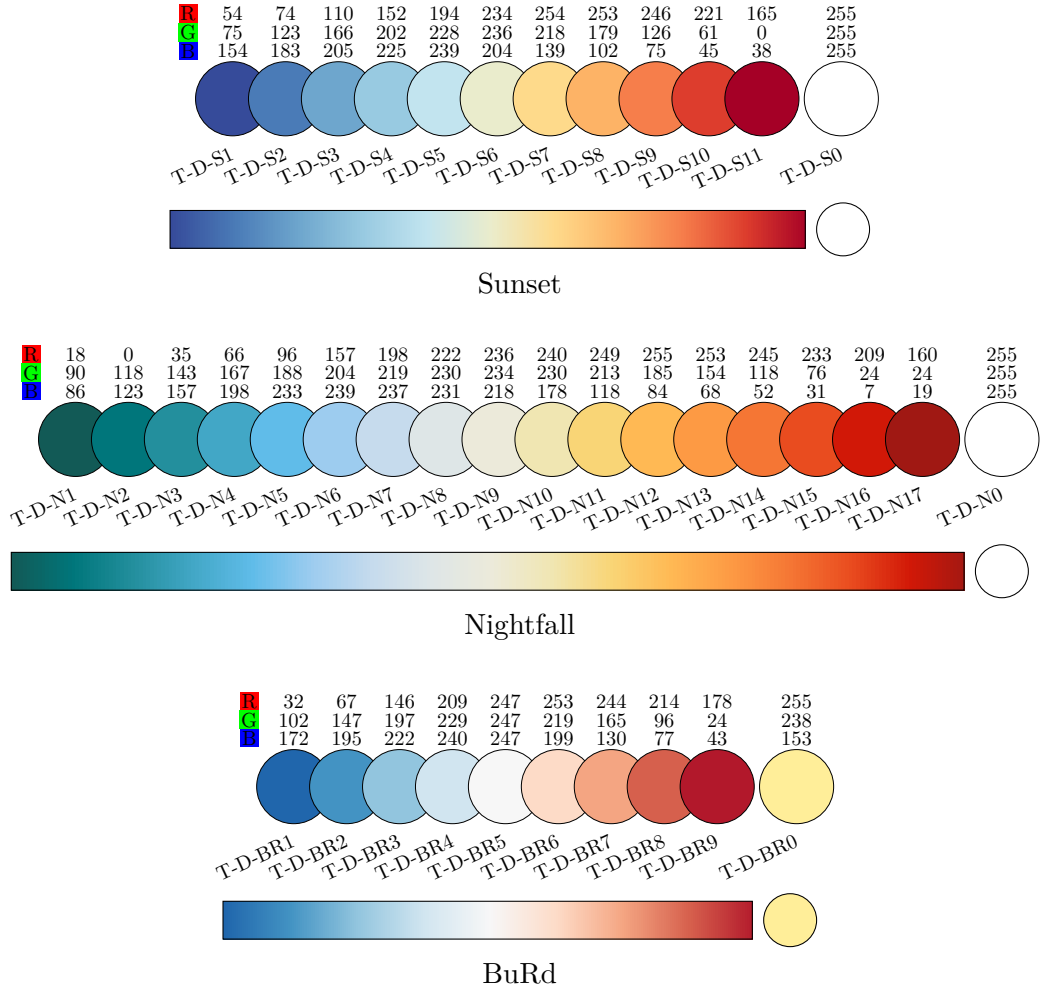 R 54 74 110 152 194 234 254 253 246 221 165 255
G 75 123 166 202 228 236 218 179 126 61 0 255
B 154 183 205 225 239 204 139 102 75 45 38 255
T-D-S1 T-D-S2 T-D-S3 T-D-S4 T-D-S5 T-D-S6 T-D-S7 T-D-S8 T-D-S9 T-D-S10 T-D-S11 T-D-S0
Sunset
R 18 0 35 66 96 157 198 222 236 240 249 255 253 245 233 209 160 255
G 90 118 143 167 188 204 219 230 234 230 213 185 154 118 76 24 24 255
B 86 123 157 198 233 239 237 231 218 178 118 84 68 52 31 7 19 255
T-D-N1 T-D-N2 T-D-N3 T-D-N4 T-D-N5 T-D-N6 T-D-N7 T-D-N8 T-D-N9 T-D-N10 T-D-N11 T-D-N12 T-D-N13 T-D-N14 T-D-N15 T-D-N16 T-D-N17 T-D-N0
Nightfall
R 32 67 146 209 247 253 244 214 178 255
G 102 147 197 229 247 219 165 96 24 238
B 172 195 222 240 247 199 130 77 43 153
T-D-BR1 T-D-BR2 T-D-BR3 T-D-BR4 T-D-BR5 T-D-BR6 T-D-BR7 T-D-BR8 T-D-BR9 T-D-BR0
BuRd